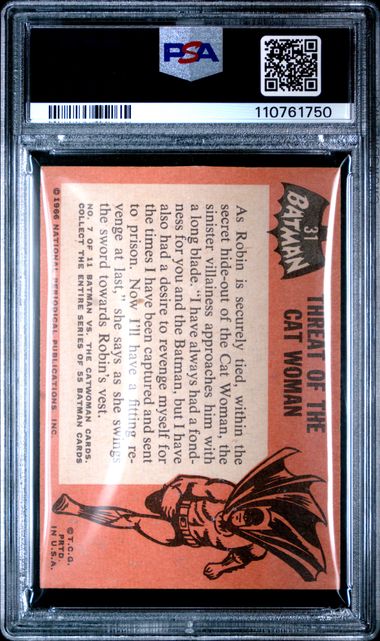 PSA
110761750
31
BATMAN
THREAT OF THE
CAT WOMAN
As Robin is securely tied within the
secret hide-out of the Cat Woman, the
sinister villainess approaches him with
a long blade. "I have always had a fond-
ness for you and the Batman, but I have
also had a desire to revenge myself for
the times I have been captured and sent
to prison. Now I'll have a fitting re-
venge at last," she says as she swings
the sword towards Robin's vest.
NO. 7 OF 11 BATMAN VS. THE CATWOMAN CARDS.
COLLECT THE ENTIRE SERIES OF 55 BATMAN CARDS
©1966 NATIONAL PERIODICAL PUBLICATIONS, INC.
©T.C.G.
PRTD.
IN U.S.A.